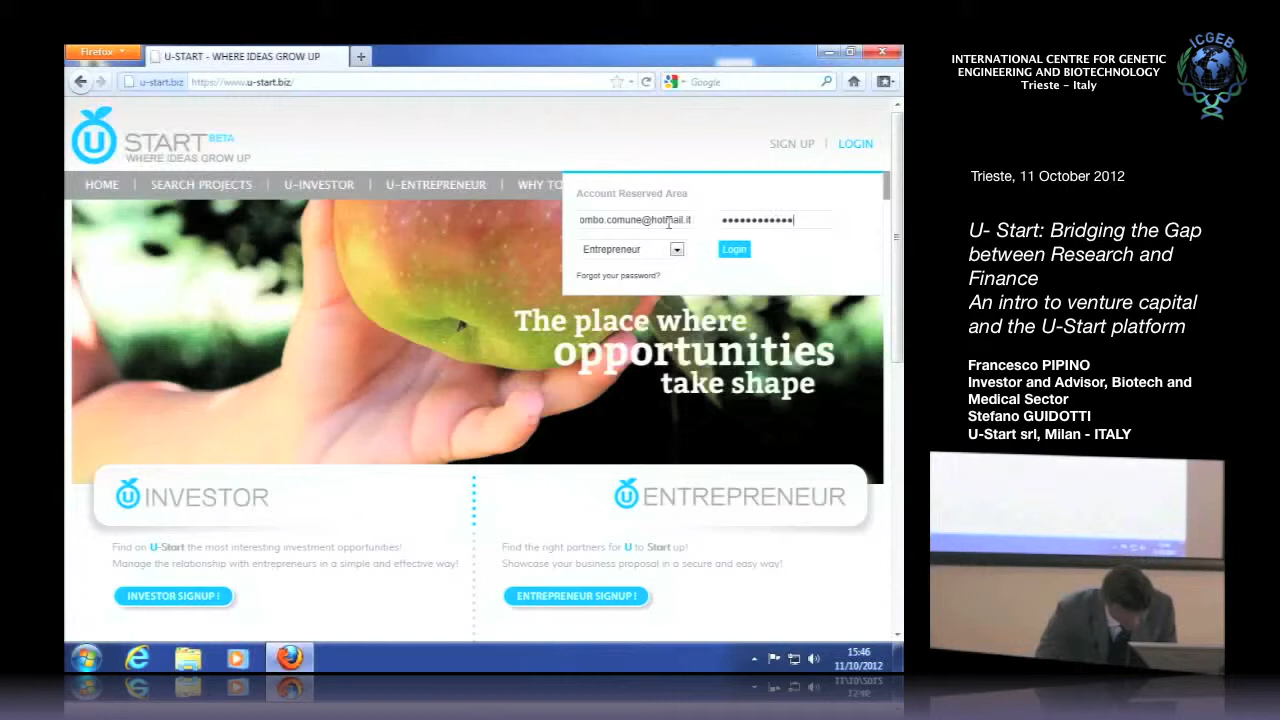 Firefox
U-START - WHERE IDEAS GROW UP
u-start.biz https://www.u-start.biz/
Google
U START BETA
WHERE IDEAS GROW UP
SIGN UP | LOGIN
HOME | SEARCH PROJECTS | U-INVESTOR | U-ENTREPRENEUR | WHY TO
Account Reserved Area
ombo.comune@hotmail.it ••••••••••••
Entrepreneur Login
Forgot your password?
The place where
opportunities
take shape
U INVESTOR
U ENTREPRENEUR
Find on U-Start the most interesting investment opportunities!
Manage the relationship with entrepreneurs in a simple and effective way!
INVESTOR SIGNUP !
Find the right partners for U to Start up!
Showcase your business proposal in a secure and easy way!
ENTREPRENEUR SIGNUP !
15:46
11/10/2012
INTERNATIONAL CENTRE FOR GENETIC
ENGINEERING AND BIOTECHNOLOGY
Trieste - Italy
ICGEB
Trieste, 11 October 2012
U- Start: Bridging the Gap
between Research and
Finance
An intro to venture capital
and the U-Start platform
Francesco PIPINO
Investor and Advisor, Biotech and
Medical Sector
Stefano GUIDOTTI
U-Start srl, Milan - ITALY